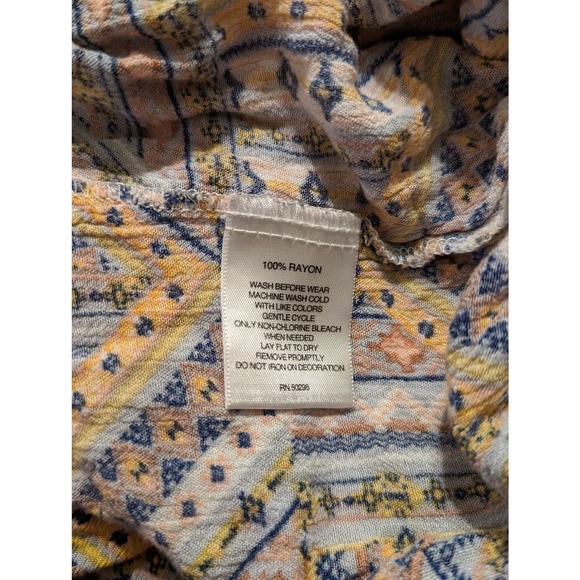 100% RAYON
WASH BEFORE WEAR
MACHINE WASH COLD
WITH LIKE COLORS
GENTLE CYCLE
ONLY NON-CHLORINE BLEACH
WHEN NEEDED
LAY FLAT TO DRY
REMOVE PROMPTLY
DO NOT IRON ON DECORATION
RN 50296